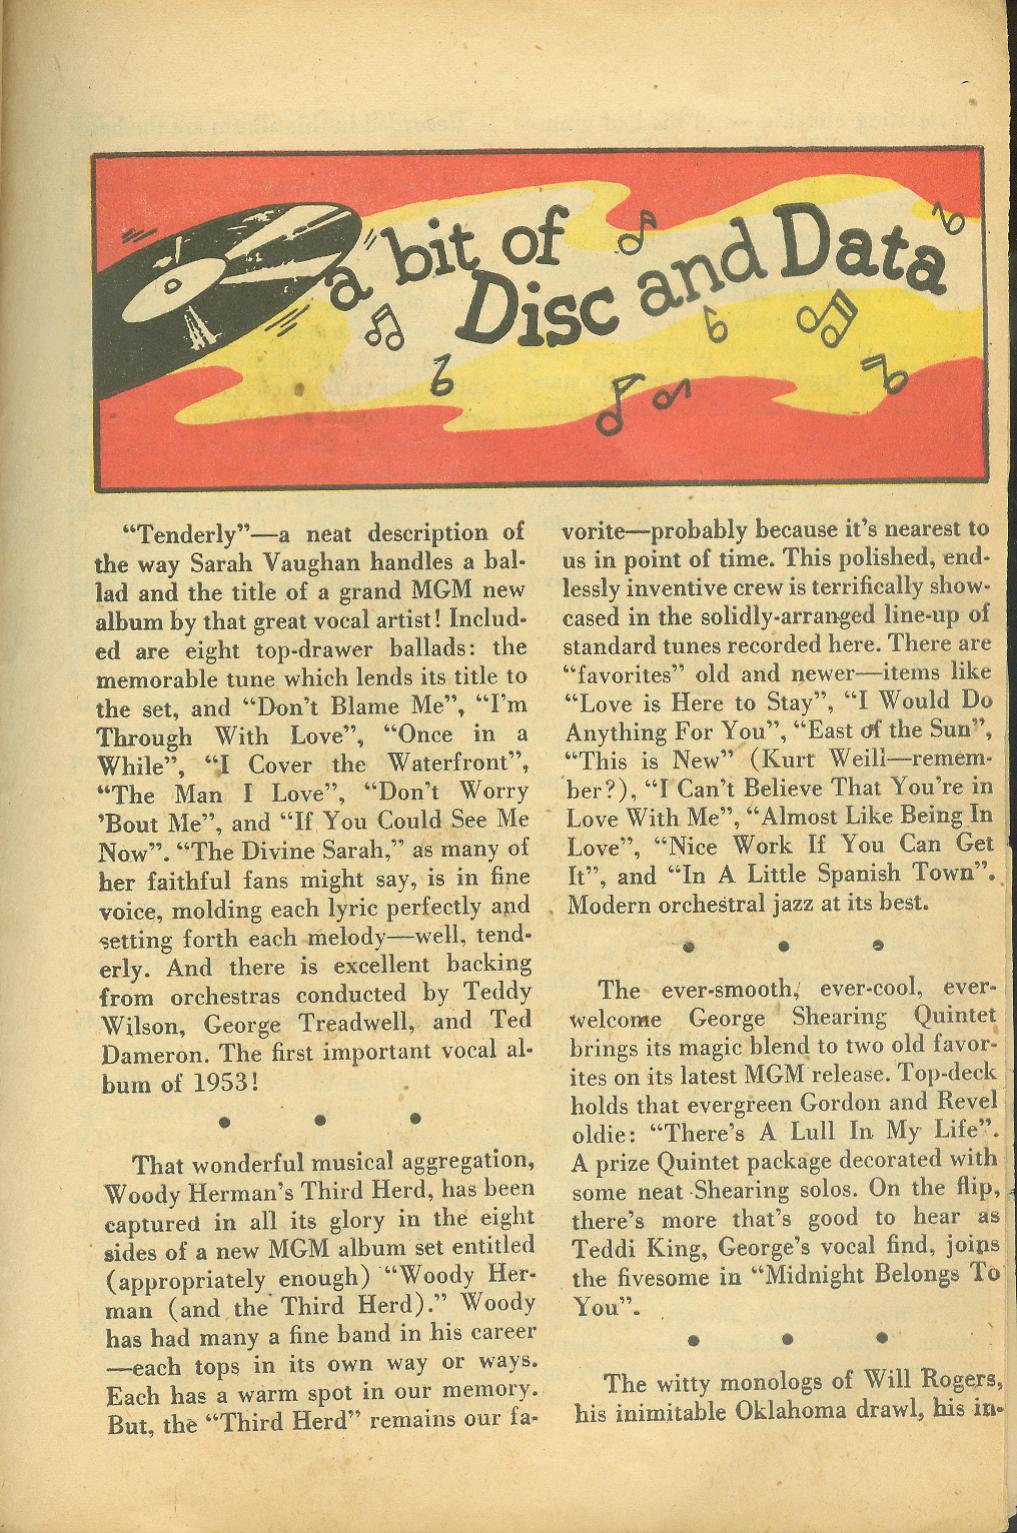 a bit of
Disc and Data
“Tenderly”—a neat description of
the way Sarah Vaughan handles a bal-
lad and the title of a grand MGM new
album by that great vocal artist! Includ-
ed are eight top-drawer ballads: the
memorable tune which lends its title to
the set, and “Don’t Blame Me”, “I’m
Through With Love”, “Once in a
While”, “I Cover the Waterfront”,
“The Man I Love”, “Don’t Worry
’Bout Me”, and “If You Could See Me
Now”. “The Divine Sarah,” as many of
her faithful fans might say, is in fine
voice, molding each lyric perfectly and
setting forth each melody—well, tend-
erly. And there is excellent backing
from orchestras conducted by Teddy
Wilson, George Treadwell, and Ted
Dameron. The first important vocal al-
bum of 1953!
• • •
That wonderful musical aggregation,
Woody Herman’s Third Herd, has been
captured in all its glory in the eight
sides of a new MGM album set entitled
(appropriately enough) “Woody Her-
man (and the Third Herd).” Woody
has had many a fine band in his career
—each tops in its own way or ways.
Each has a warm spot in our memory.
But, the “Third Herd” remains our fa-
vorite—probably because it’s nearest to
us in point of time. This polished, end-
lessly inventive crew is terrifically show-
cased in the solidly-arranged line-up of
standard tunes recorded here. There are
“favorites” old and newer—items like
“Love is Here to Stay”, “I Would Do
Anything For You”, “East of the Sun”,
“This is New” (Kurt Weill—remem-
ber?), “I Can’t Believe That You’re in
Love With Me”, “Almost Like Being In
Love”, “Nice Work If You Can Get
It”, and “In A Little Spanish Town”.
Modern orchestral jazz at its best.
• • •
The ever-smooth, ever-cool, ever-
welcome George Shearing Quintet
brings its magic blend to two old favor-
ites on its latest MGM release. Top-deck
holds that evergreen Gordon and Revel
oldie: “There’s A Lull In My Life”.
A prize Quintet package decorated with
some neat Shearing solos. On the flip,
there’s more that’s good to hear as
Teddi King, George’s vocal find, joins
the fivesome in “Midnight Belongs To
You”.
• • •
The witty monologs of Will Rogers,
his inimitable Oklahoma drawl, his in-